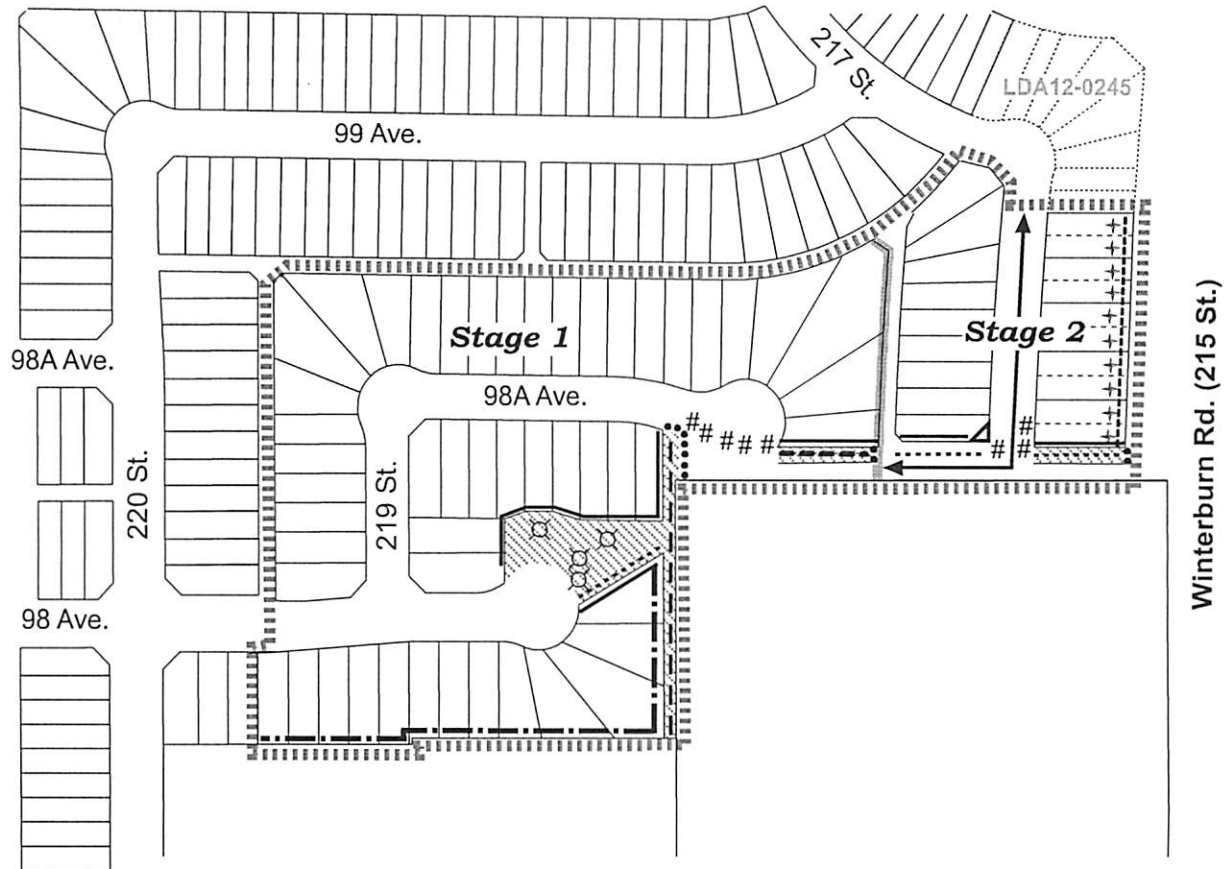 217 St.
LDA12-0245
99 Ave.
Stage 1
Stage 2
98A Ave.
98A Ave.
220 St.
219 St.
98 Ave.
Winterburn Rd. (215 St.)
# # # # #
#
# #